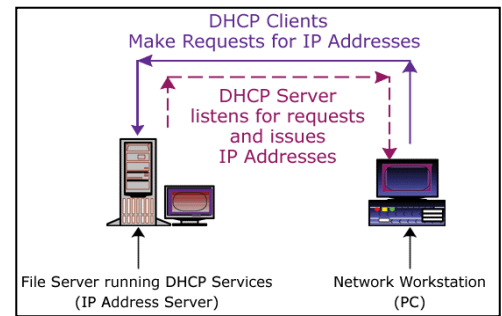 DHCP Clients
Make Requests for IP Addresses
DHCP Server
listens for requests
and issues
IP Addresses
File Server running DHCP Services
(IP Address Server)
Network Workstation
(PC)